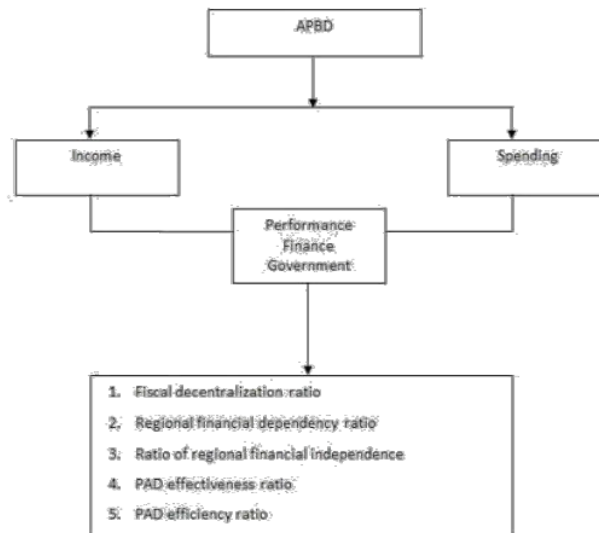 APBD
Income
Spending
Performance
Finance
Government
1. Fiscal decentralization ratio
2. Regional financial dependency ratio
3. Ratio of regional financial independence
4. PAD effectiveness ratio
5. PAD efficiency ratio